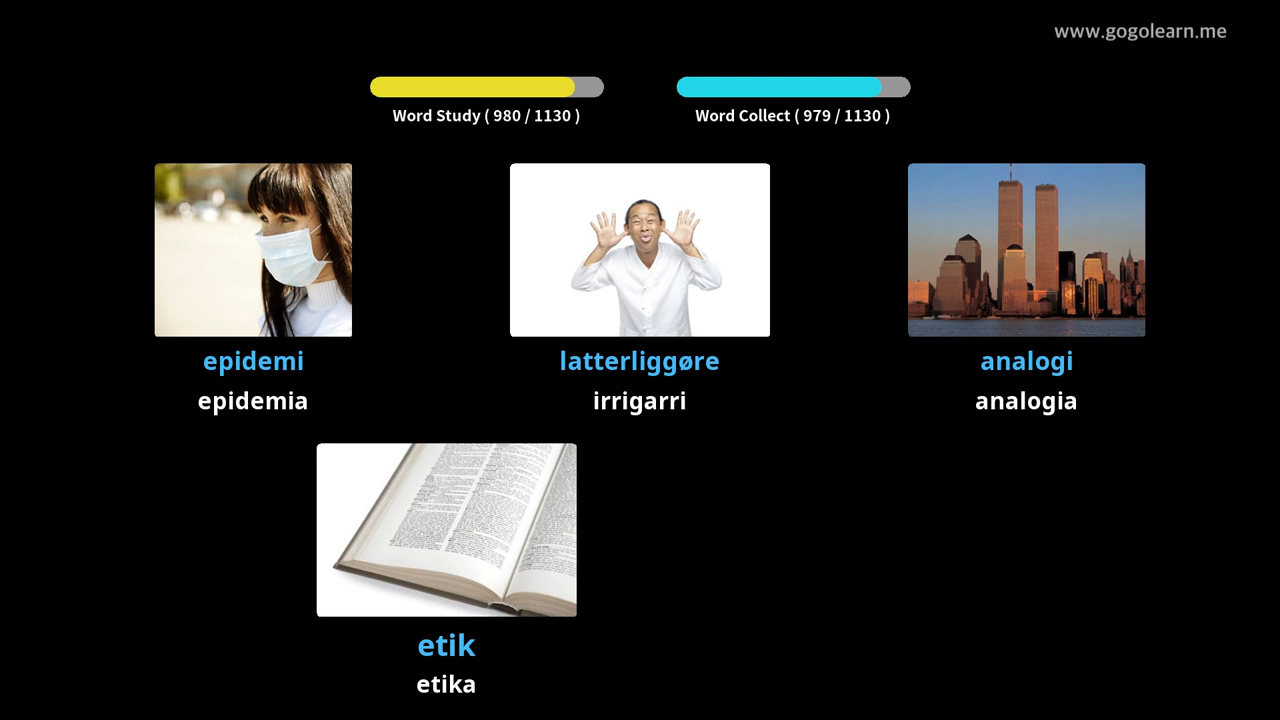 www.gogolearn.me
Word Study ( 980 / 1130 )
Word Collect ( 979 / 1130 )
epidemi
epidemia
latterliggøre
irrigarri
analogi
analogia
etik
etika